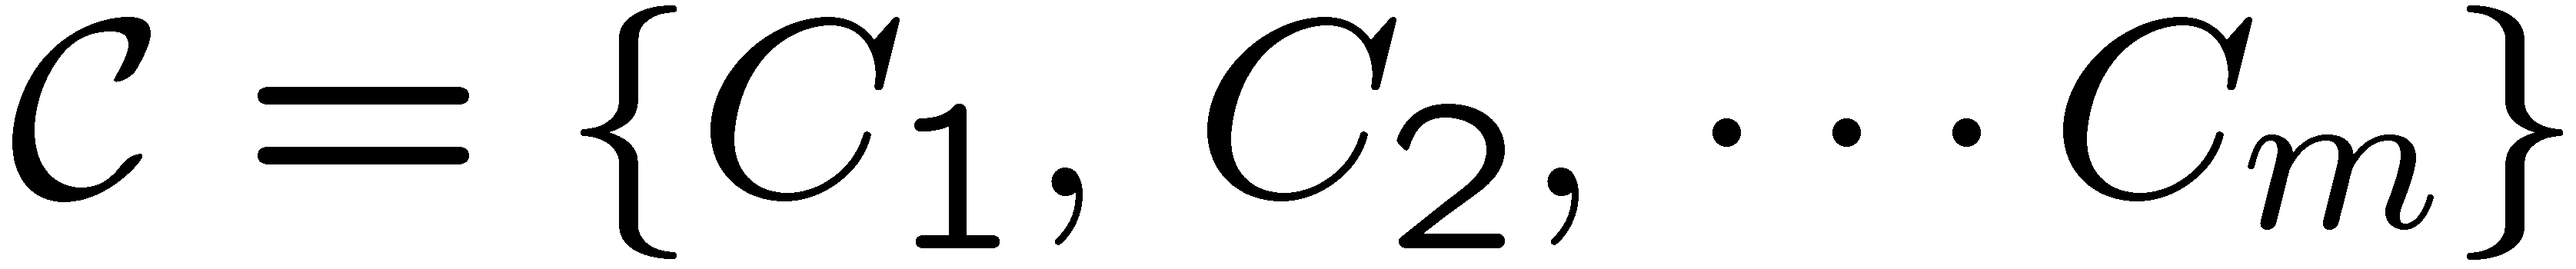 𝒞 = {C₁, C₂, ⋯ Cₘ}